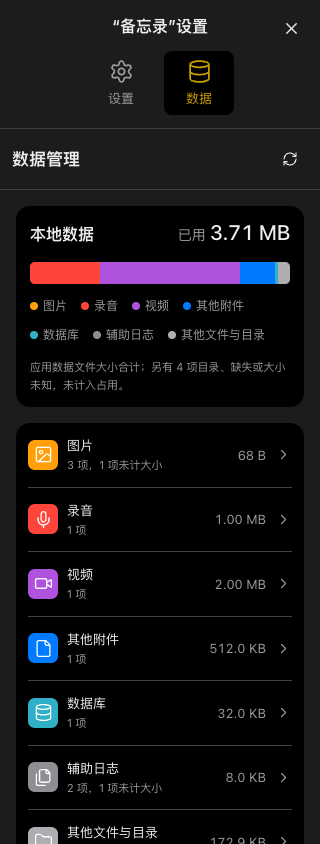 “备忘录”设置
设置
数据
数据管理
本地数据
已用 3.71 MB
图片 录音 视频 其他附件
数据库 辅助日志 其他文件与目录
应用数据文件大小合计；另有 4 项目录、缺失或大小
未知，未计入占用。
图片
3 项，1 项未计大小
68 B
录音
1 项
1.00 MB
视频
1 项
2.00 MB
其他附件
1 项
512.0 KB
数据库
1 项
32.0 KB
辅助日志
2 项，1 项未计大小
8.0 KB
其他文件与目录
172.9 KB